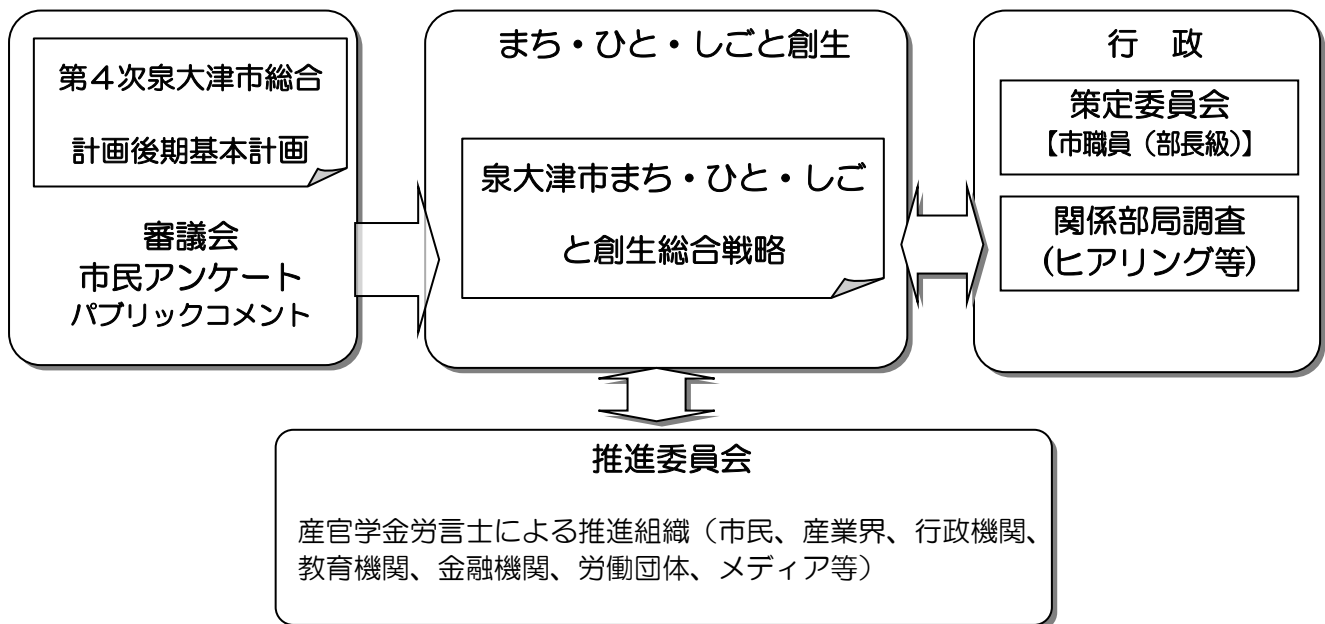 第４次泉大津市総合
計画後期基本計画
審議会
市民アンケート
パブリックコメント
まち・ひと・しごと創生
泉大津市まち・ひと・しご
と創生総合戦略
行　政
策定委員会
【市職員（部長級）】
関係部局調査
（ヒアリング等）
推進委員会
産官学金労言士による推進組織（市民、産業界、行政機関、
教育機関、金融機関、労働団体、メディア等）